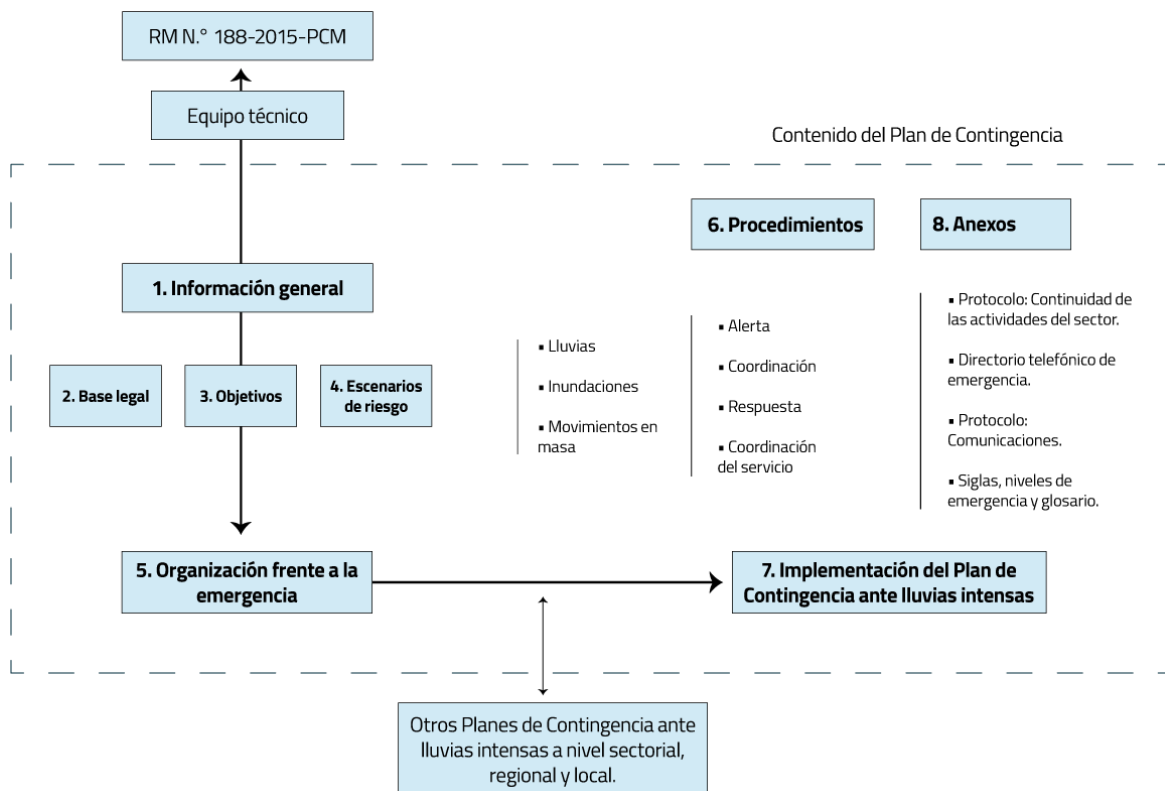 RM N.° 188-2015-PCM
Equipo técnico
Contenido del Plan de Contingencia
6. Procedimientos
8. Anexos
1. Información general
▪ Protocolo: Continuidad de
las actividades del sector.
▪ Directorio telefónico de
emergencia.
▪ Protocolo:
Comunicaciones.
▪ Siglas, niveles de
emergencia y glosario.
▪ Alerta
▪ Coordinación
▪ Respuesta
▪ Coordinación
del servicio
▪ Lluvias
▪ Inundaciones
▪ Movimientos en
masa
2. Base legal
3. Objetivos
4. Escenarios
de riesgo
5. Organización frente a la
emergencia
7. Implementación del Plan de
Contingencia ante lluvias intensas
Otros Planes de Contingencia ante
lluvias intensas a nivel sectorial,
regional y local.